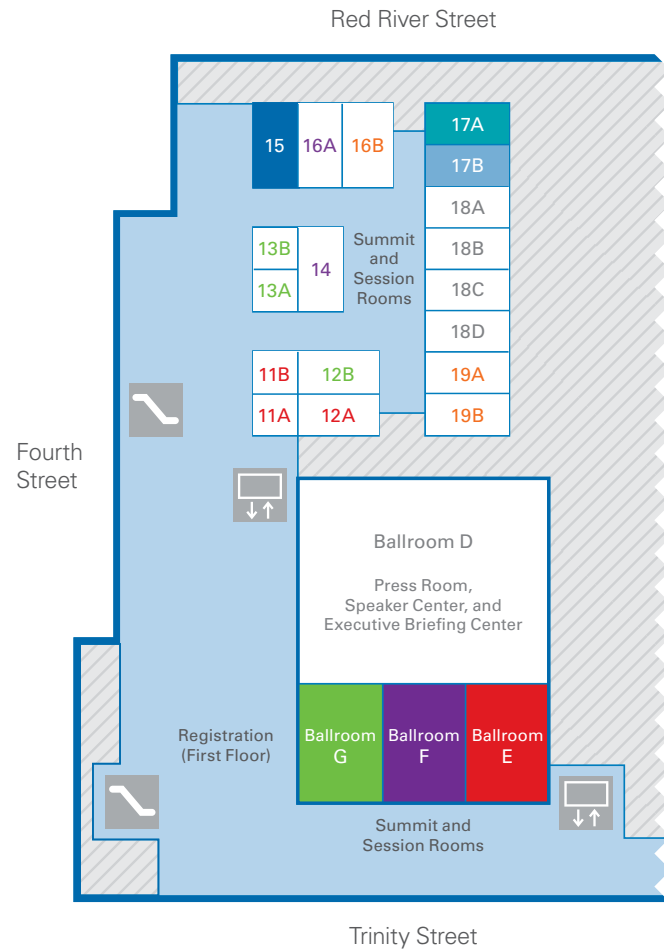 Red River Street
15
16A
16B
17A
17B
18A
18B
18C
18D
19A
19B
13B
13A
14
Summit
and
Session
Rooms
11B
12B
11A
12A
Fourth
Street
Ballroom D
Press Room,
Speaker Center, and
Executive Briefing Center
Registration
(First Floor)
Ballroom
G
Ballroom
F
Ballroom
E
Summit and
Session Rooms
Trinity Street